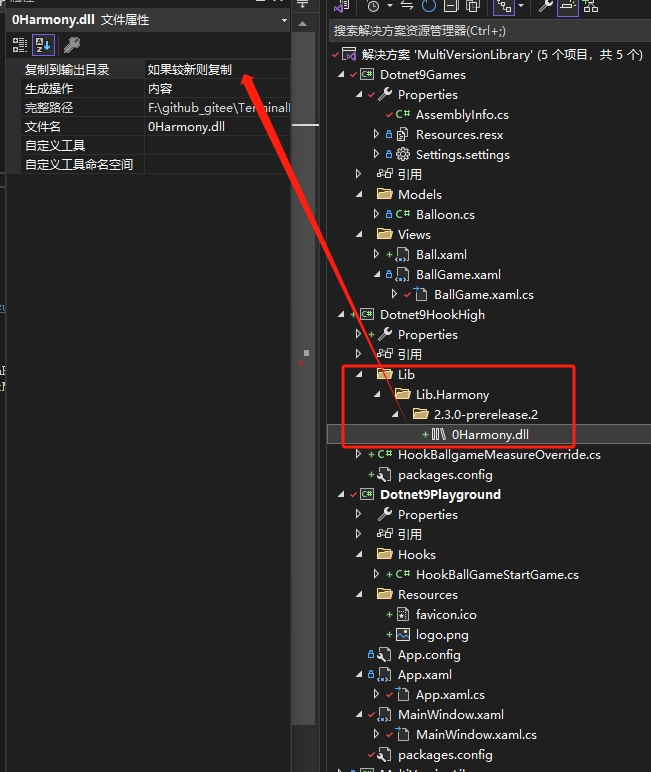 0Harmony.dll 文件属性
复制到输出目录 如果较新则复制
生成操作 内容
完整路径 F:\github_gitee\Terminal
文件名 0Harmony.dll
自定义工具
自定义工具命名空间
搜索解决方案资源管理器(Ctrl+;)
解决方案 'MultiVersionLibrary' (5 个项目, 共 5 个)
Dotnet9Games
Properties
AssemblyInfo.cs
Resources.resx
Settings.settings
引用
Models
Balloon.cs
Views
Ball.xaml
BallGame.xaml
BallGame.xaml.cs
Dotnet9HookHigh
Properties
引用
Lib
Lib.Harmony
2.3.0-prerelease.2
0Harmony.dll
HookBallgameMeasureOverride.cs
packages.config
Dotnet9Playground
Properties
引用
Hooks
HookBallGameStartGame.cs
Resources
favicon.ico
logo.png
App.config
App.xaml
App.xaml.cs
MainWindow.xaml
MainWindow.xaml.cs
packages.config